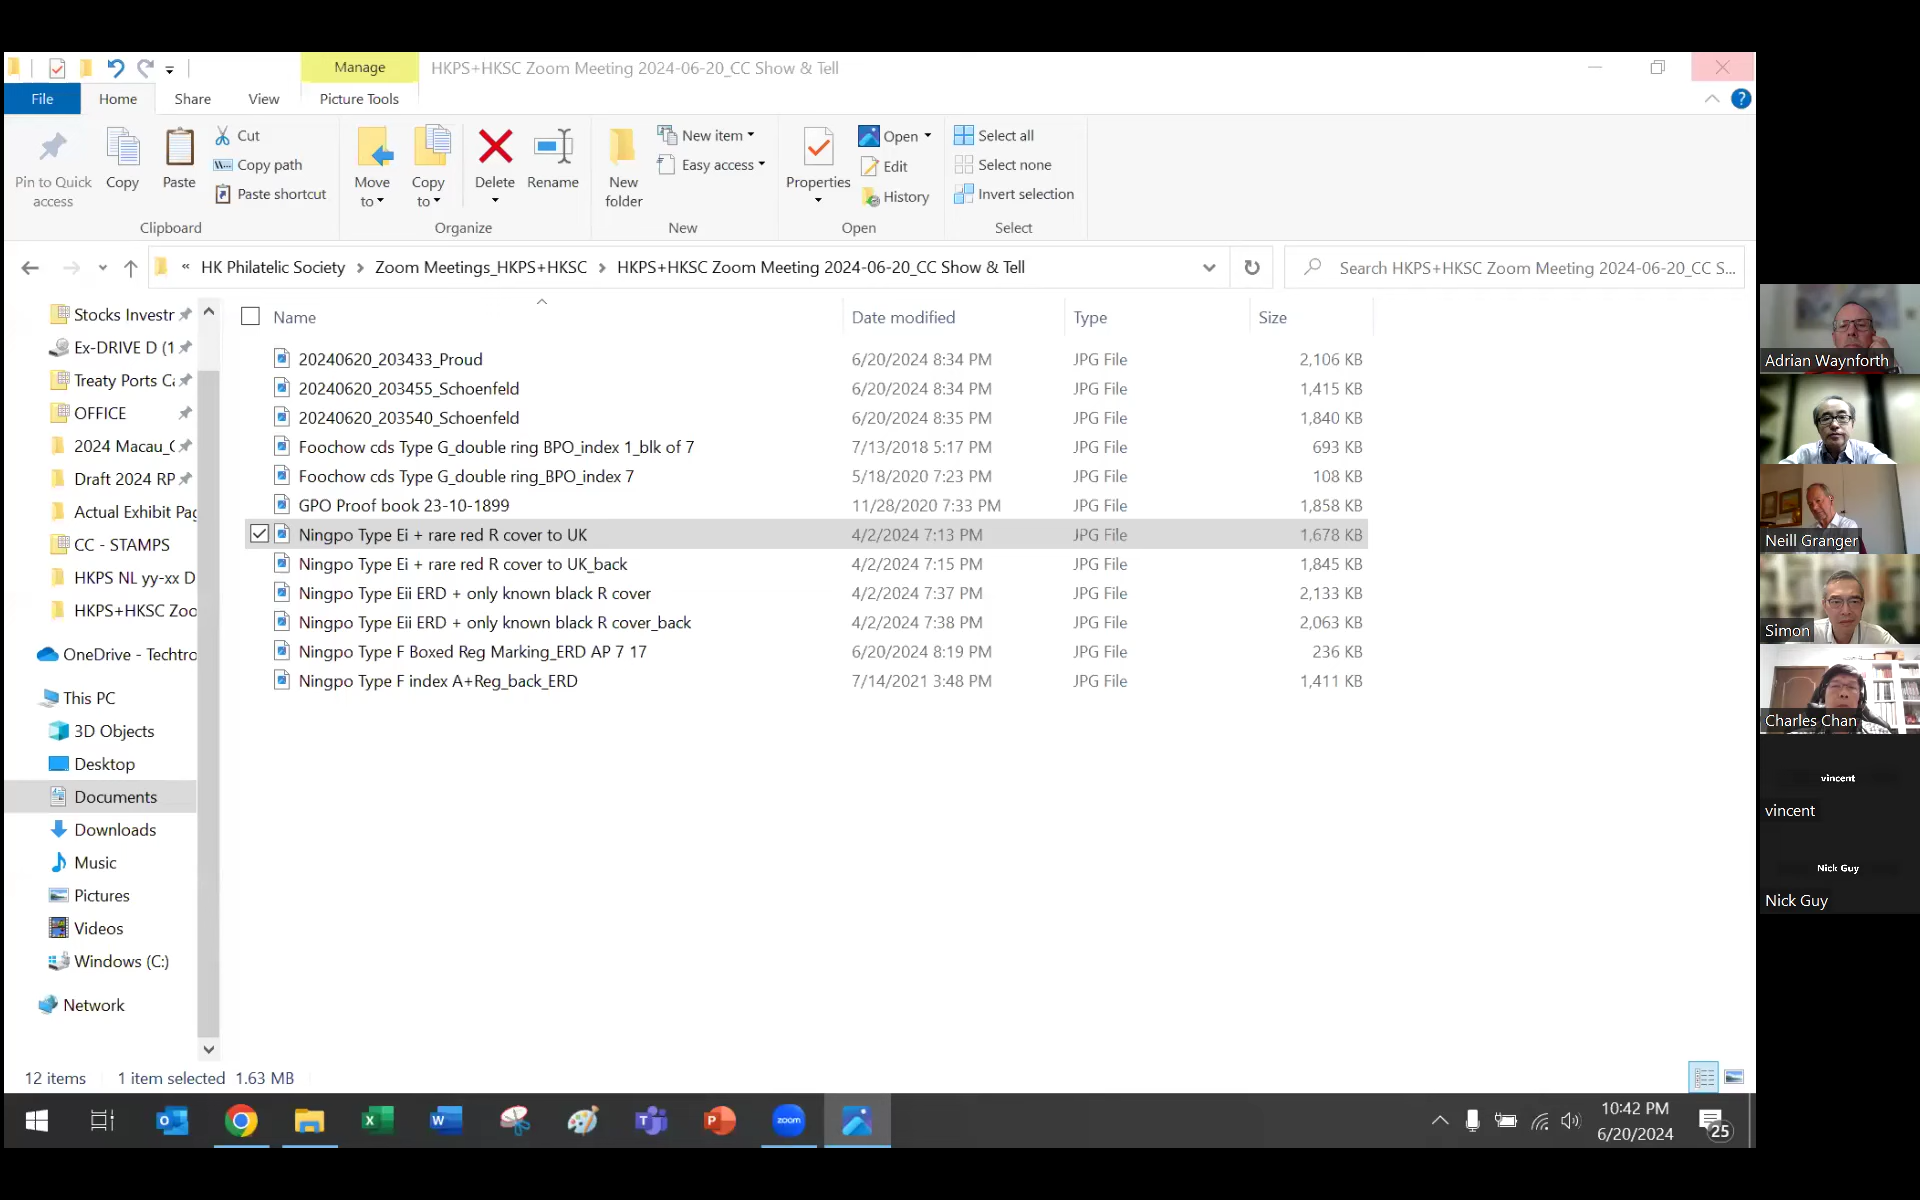 Manage
HKPS+HKSC Zoom Meeting 2024-06-20_CC Show & Tell
File
Home
Share
View
Picture Tools
Pin to Quick access
Copy
Paste
Cut
Copy path
Paste shortcut
Clipboard
Move to
Copy to
Delete
Rename
Organize
New folder
New item
Easy access
New
Properties
Open
Edit
History
Open
Select all
Select none
Invert selection
Select
« HK Philatelic Society > Zoom Meetings_HKPS+HKSC > HKPS+HKSC Zoom Meeting 2024-06-20_CC Show & Tell
Search HKPS+HKSC Zoom Meeting 2024-06-20_CC S...
Stocks Investr
Ex-DRIVE D (1
Treaty Ports Ca
OFFICE
2024 Macau_C
Draft 2024 RP
Actual Exhibit Pag
CC - STAMPS
HKPS NL yy-xx D
HKPS+HKSC Zoo
OneDrive - Techtro
This PC
3D Objects
Desktop
Documents
Downloads
Music
Pictures
Videos
Windows (C:)
Network
Name Date modified Type Size
20240620_203433_Proud 6/20/2024 8:34 PM JPG File 2,106 KB
20240620_203455_Schoenfeld 6/20/2024 8:34 PM JPG File 1,415 KB
20240620_203540_Schoenfeld 6/20/2024 8:35 PM JPG File 1,840 KB
Foochow cds Type G_double ring BPO_index 1_blk of 7 7/13/2018 5:17 PM JPG File 693 KB
Foochow cds Type G_double ring_BPO_index 7 5/18/2020 7:23 PM JPG File 108 KB
GPO Proof book 23-10-1899 11/28/2020 7:33 PM JPG File 1,858 KB
Ningpo Type Ei + rare red R cover to UK 4/2/2024 7:13 PM JPG File 1,678 KB
Ningpo Type Ei + rare red R cover to UK_back 4/2/2024 7:15 PM JPG File 1,845 KB
Ningpo Type Eii ERD + only known black R cover 4/2/2024 7:37 PM JPG File 2,133 KB
Ningpo Type Eii ERD + only known black R cover_back 4/2/2024 7:38 PM JPG File 2,063 KB
Ningpo Type F Boxed Reg Marking_ERD AP 7 17 6/20/2024 8:19 PM JPG File 236 KB
Ningpo Type F index A+Reg_back_ERD 7/14/2021 3:48 PM JPG File 1,411 KB
12 items 1 item selected 1.63 MB
zoom
10:42 PM
6/20/2024
25
Adrian Waynforth
Neill Granger
Simon
Charles Chan
vincent
vincent
Nick Guy
Nick Guy